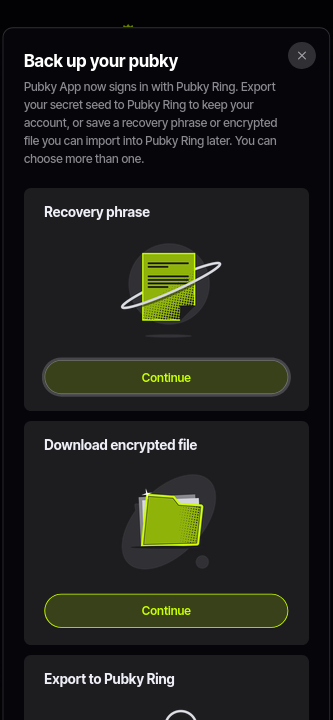 Back up your pubky
Pubky App now signs in with Pubky Ring. Export
your secret seed to Pubky Ring to keep your
account, or save a recovery phrase or encrypted
file you can import into Pubky Ring later. You can
choose more than one.
Recovery phrase
Continue
Download encrypted file
Continue
Export to Pubky Ring